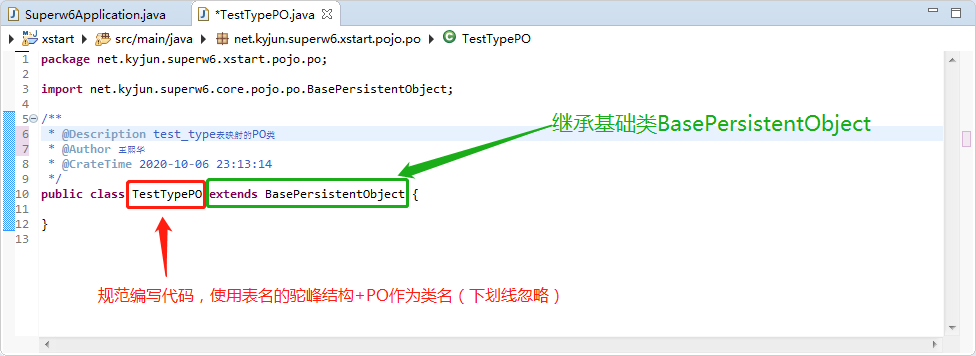 Superw6Application.java
*TestTypePO.java
xstart
src/main/java
net.kyjun.superw6.xstart.pojo.po
TestTypePO
1 package net.kyjun.superw6.xstart.pojo.po;
2
3 import net.kyjun.superw6.core.pojo.po.BasePersistentObject;
4
5 /**
6 * @Description test_type表映射的PO类
继承基础类BasePersistentObject
7 * @Author 王熙华
8 * @CrateTime 2020-10-06 23:13:14
9 */
10 public class TestTypePO extends BasePersistentObject {
11
12 }
13
规范编写代码，使用表名的驼峰结构+PO作为类名（下划线忽略）